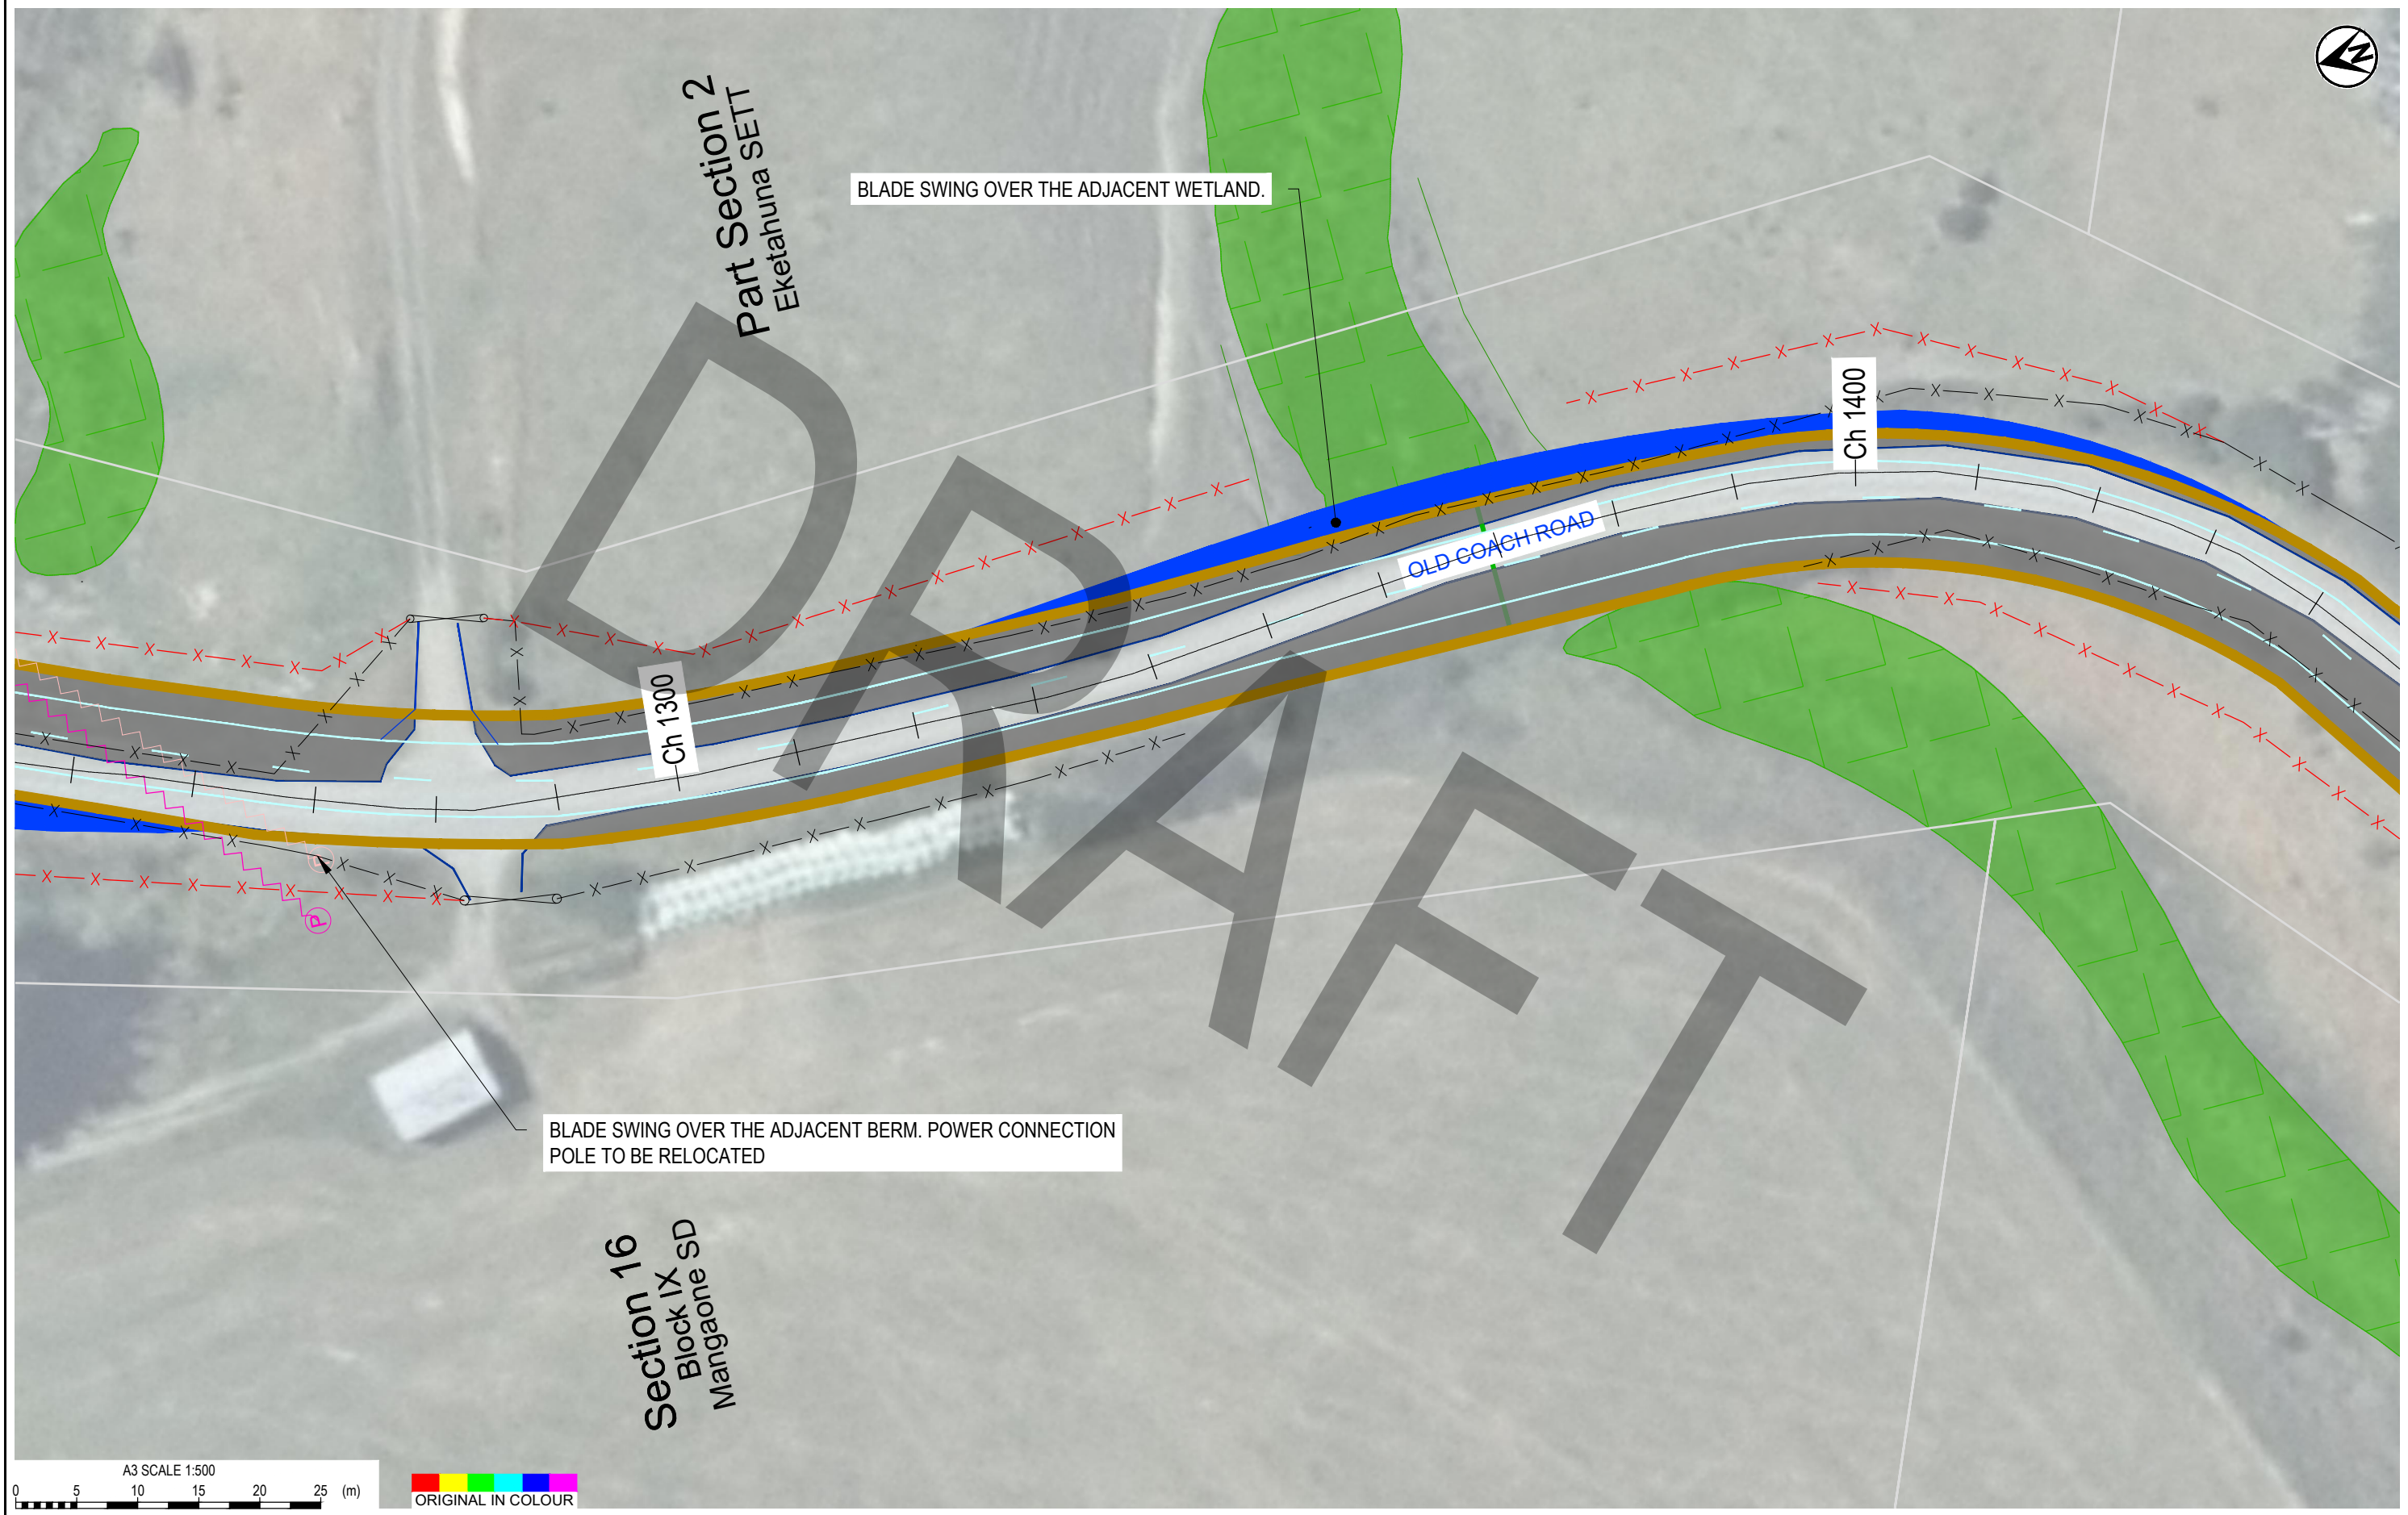 N
Part Section 2
Eketahuna SETT
BLADE SWING OVER THE ADJACENT WETLAND.
Ch 1400
OLD COACH ROAD
Ch 1300
DRAFT
P
BLADE SWING OVER THE ADJACENT BERM. POWER CONNECTION
POLE TO BE RELOCATED
Section 16
Block IX
Mangaone SD
A3 SCALE 1:500
0 5 10 15 20 25 (m)
ORIGINAL IN COLOUR